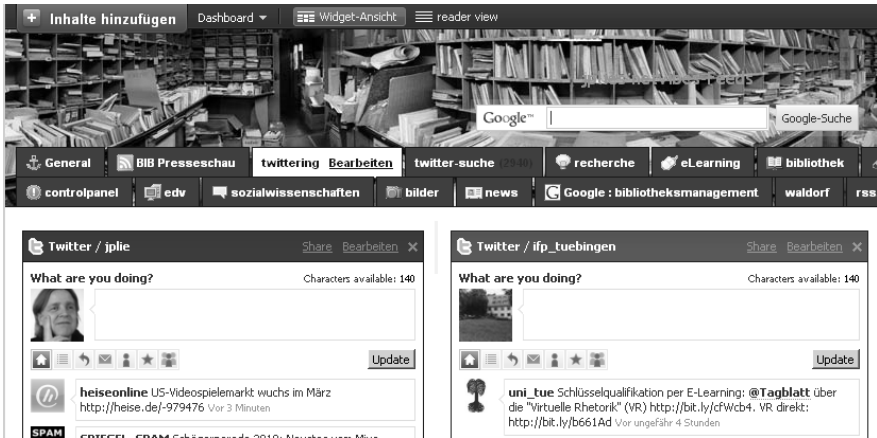 Inhalte hinzufügen Dashboard Widget-Ansicht reader view
Google™ Google-Suche
General BIB Presseschau twittering Bearbeiten twitter-suche (2940) recherche eLearning bibliothek
controlpanel edv sozialwissenschaften bilder news Google : bibliotheksmanagement waldorf rss
Twitter / jplie Share Bearbeiten
What are you doing? Characters available: 140
Update
heiseonline US-Videospielemarkt wuchs im März
http://heise.de/-979476 Vor 3 Minuten
SPAM
Twitter / ifp_tuebingen Share Bearbeiten
What are you doing? Characters available: 140
Update
uni_tue Schlüsselqualifikation per E-Learning: @Tagblatt über
die "Virtuelle Rhetorik" (VR) http://bit.ly/cfWcb4. VR direkt:
http://bit.ly/b661Ad Vor ungefähr 4 Stunden